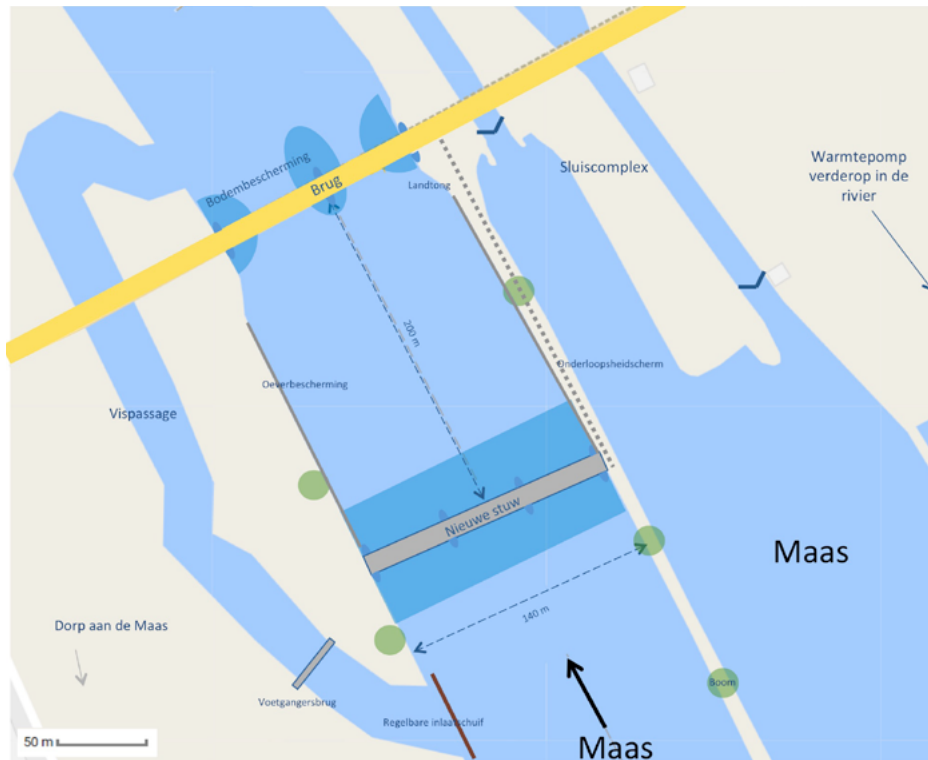 Bodembescherming
Brug
Landtong
Sluiscomplex
Warmtepomp
verderop in de
rivier
200 m
Oeverbescherming
Onderloopsheidscherm
Vispassage
Nieuwe stuw
Maas
140 m
Dorp aan de Maas
Voetgangersbrug
Regelbare inlaatschuif
Boom
50 m
Maas